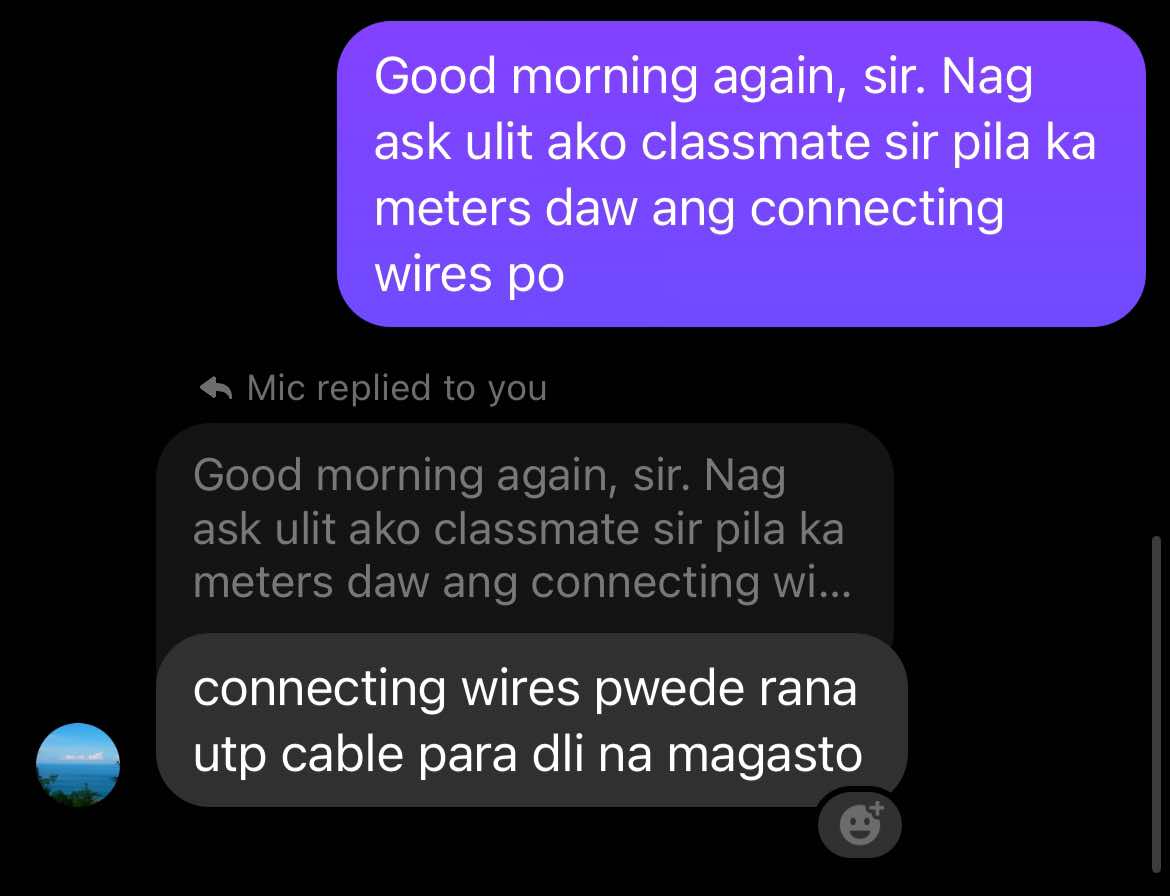 Good morning again, sir. Nag
ask ulit ako classmate sir pila ka
meters daw ang connecting
wires po
Mic replied to you
Good morning again, sir. Nag
ask ulit ako classmate sir pila ka
meters daw ang connecting wi...
connecting wires pwede rana
utp cable para dli na magasto